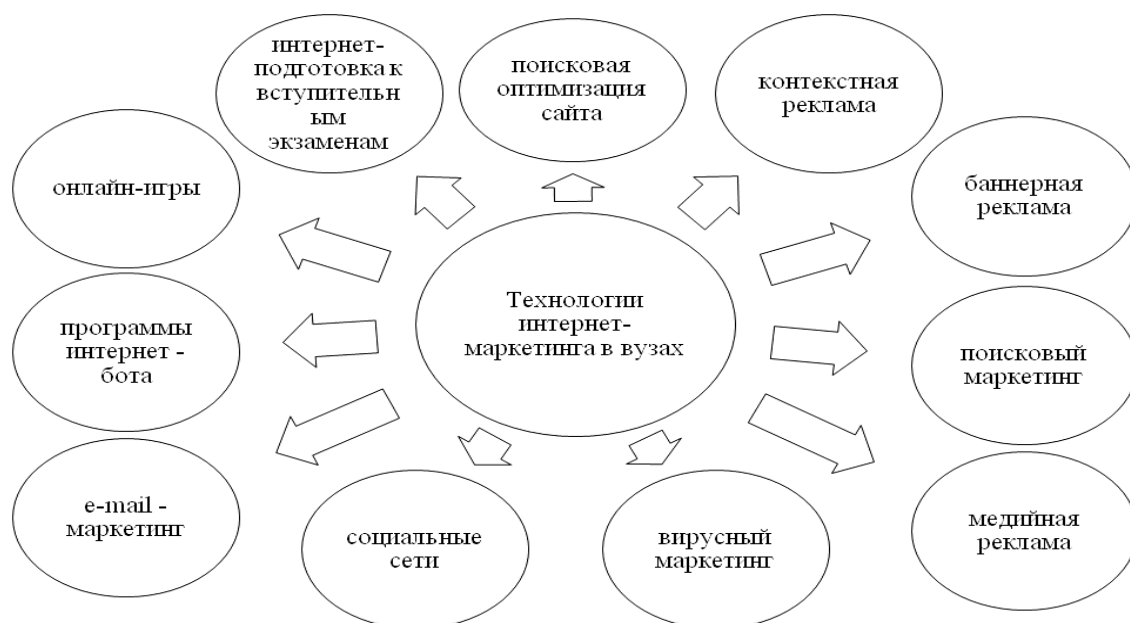 интернет-
подготовка к
вступительн
ым
экзаменам
поисковая
оптимизация
сайта
контекстная
реклама
онлайн-игры
баннерная
реклама
Технологии
интернет-
маркетинга в вузах
программы
интернет -
бота
поисковый
маркетинг
e-mail -
маркетинг
социальные
сети
вирусный
маркетинг
медийная
реклама